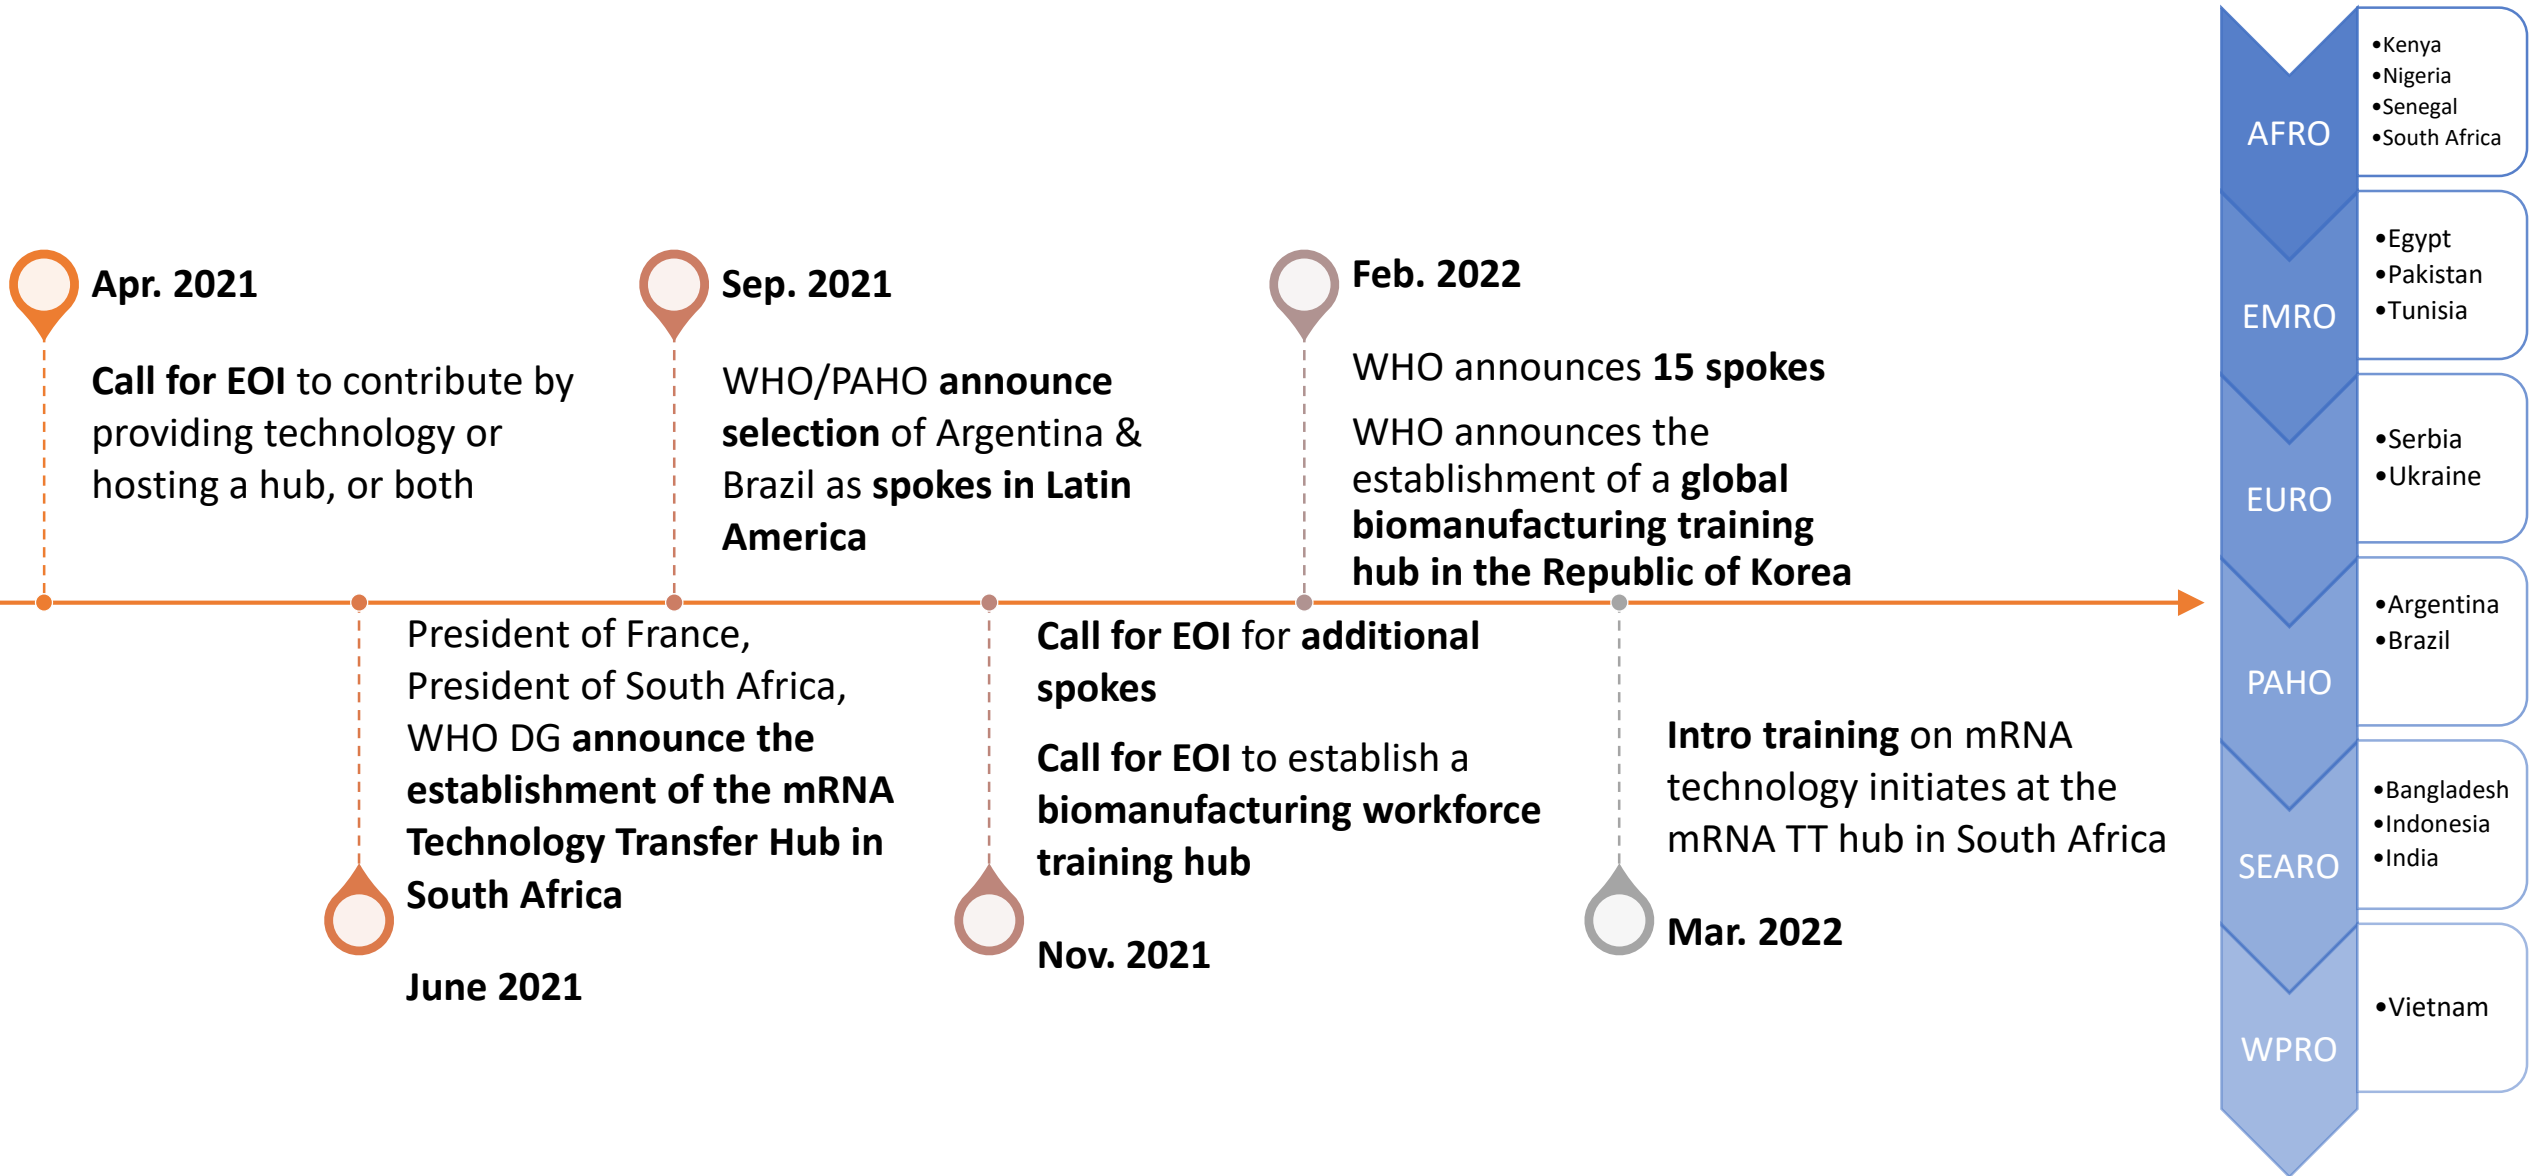 Apr. 2021
Call for EOI to contribute by
providing technology or
hosting a hub, or both
President of France,
President of South Africa,
WHO DG announce the
establishment of the mRNA
Technology Transfer Hub in
South Africa
June 2021
Sep. 2021
WHO/PAHO announce
selection of Argentina &
Brazil as spokes in Latin
America
Call for EOI for additional
spokes
Call for EOI to establish a
biomanufacturing workforce
training hub
Nov. 2021
Feb. 2022
WHO announces 15 spokes
WHO announces the
establishment of a global
biomanufacturing training
hub in the Republic of Korea
Intro training on mRNA
technology initiates at the
mRNA TT hub in South Africa
Mar. 2022
AFRO
•Kenya
•Nigeria
•Senegal
•South Africa
EMRO
•Egypt
•Pakistan
•Tunisia
EURO
•Serbia
•Ukraine
PAHO
•Argentina
•Brazil
SEARO
•Bangladesh
•Indonesia
•India
WPRO
•Vietnam